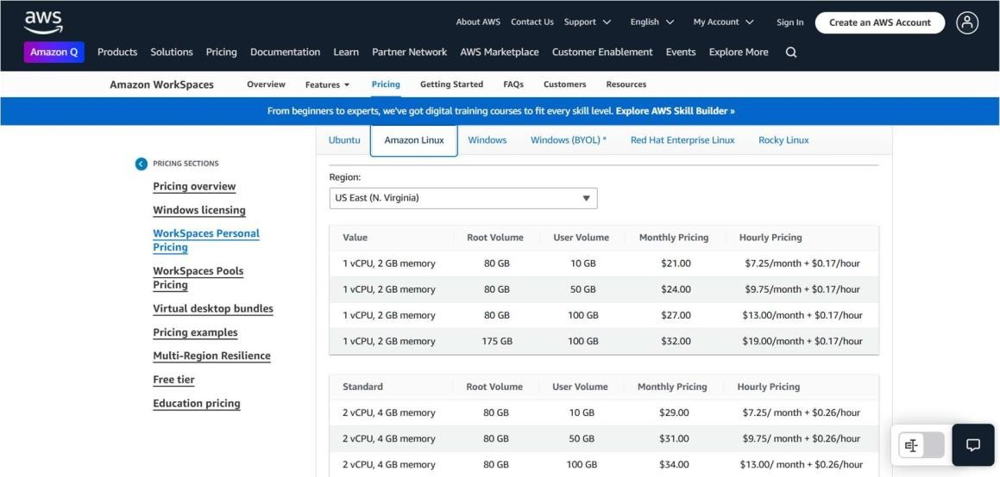 aws
About AWS Contact Us Support English My Account Sign In Create an AWS Account
Amazon Q Products Solutions Pricing Documentation Learn Partner Network AWS Marketplace Customer Enablement Events Explore More
Amazon WorkSpaces Overview Features Pricing Getting Started FAQs Customers Resources
From beginners to experts, we've got digital training courses to fit every skill level. Explore AWS Skill Builder »
Ubuntu Amazon Linux Windows Windows (BYOL) * Red Hat Enterprise Linux Rocky Linux
PRICING SECTIONS
Pricing overview
Windows licensing
WorkSpaces Personal
Pricing
WorkSpaces Pools
Pricing
Virtual desktop bundles
Pricing examples
Multi-Region Resilience
Free tier
Education pricing
Region:
US East (N. Virginia)
Value Root Volume User Volume Monthly Pricing Hourly Pricing
1 vCPU, 2 GB memory 80 GB 10 GB $21.00 $7.25/month + $0.17/hour
1 vCPU, 2 GB memory 80 GB 50 GB $24.00 $9.75/month + $0.17/hour
1 vCPU, 2 GB memory 80 GB 100 GB $27.00 $13.00/month + $0.17/hour
1 vCPU, 2 GB memory 175 GB 100 GB $32.00 $19.00/month + $0.17/hour
Standard Root Volume User Volume Monthly Pricing Hourly Pricing
2 vCPU, 4 GB memory 80 GB 10 GB $29.00 $7.25/ month + $0.26/hour
2 vCPU, 4 GB memory 80 GB 50 GB $31.00 $9.75/ month + $0.26/hour
2 vCPU, 4 GB memory 80 GB 100 GB $34.00 $13.00/ month + $0.26/hour